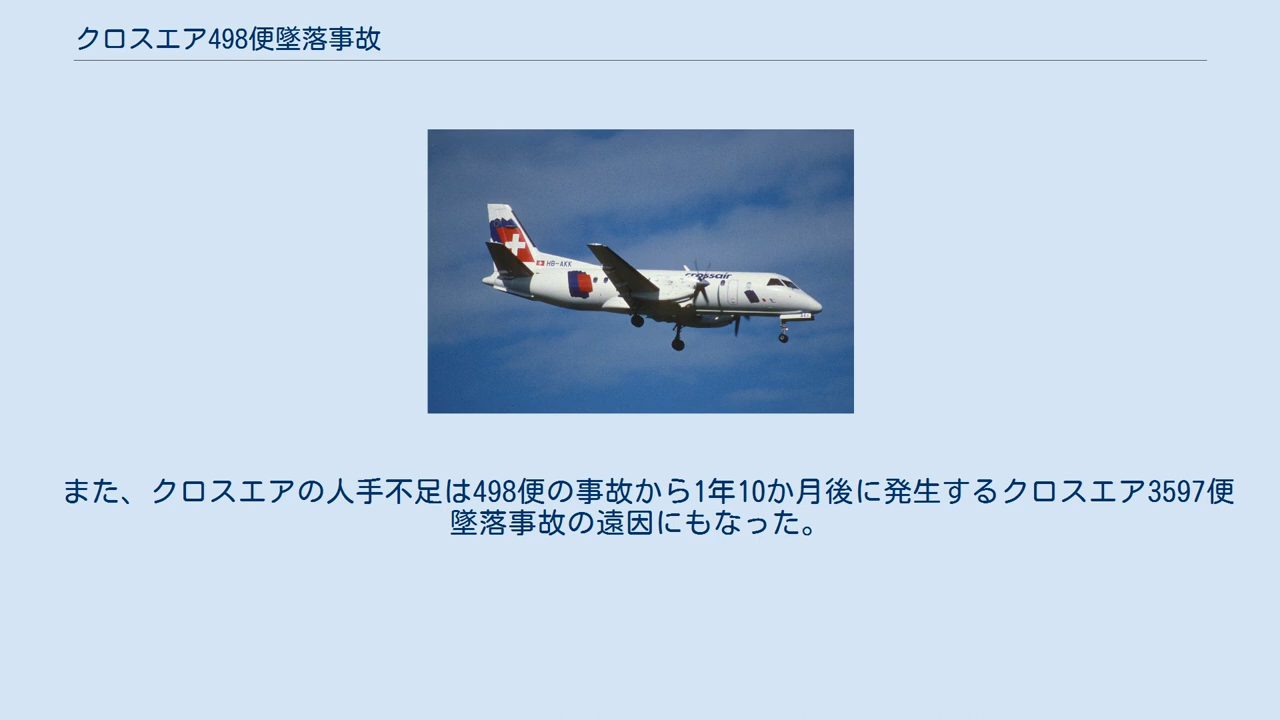 クロスエア498便墜落事故
HB-AKK
crossair
また、クロスエアの人手不足は498便の事故から1年10か月後に発生するクロスエア3597便
墜落事故の遠因にもなった。